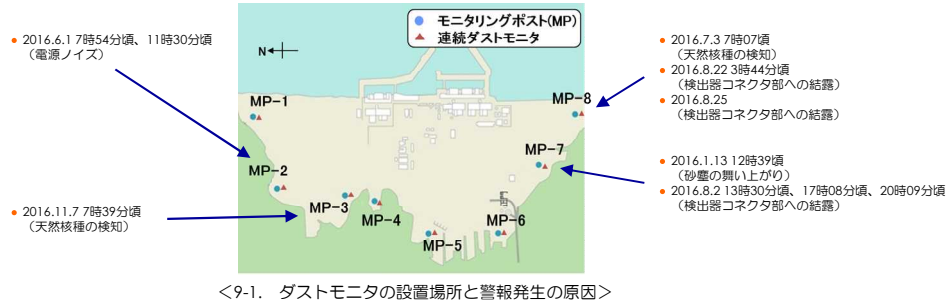 ● 2016.6.1 7時54分頃、11時30分頃
（電源ノイズ）
● 2016.11.7 7時39分頃
（天然核種の検知）
● モニタリングポスト(MP)
▲ 連続ダストモニタ
N
MP-1
MP-2
MP-3
MP-4
MP-5
MP-6
MP-7
MP-8
● 2016.7.3 7時07頃
（天然核種の検知）
● 2016.8.22 3時44分頃
（検出器コネクタ部への結露）
● 2016.8.25
（検出器コネクタ部への結露）
● 2016.1.13 12時39頃
（砂塵の舞い上がり）
● 2016.8.2 13時30分頃、17時08分頃、20時09分頃
（検出器コネクタ部への結露）
＜9-1． ダストモニタの設置場所と警報発生の原因＞